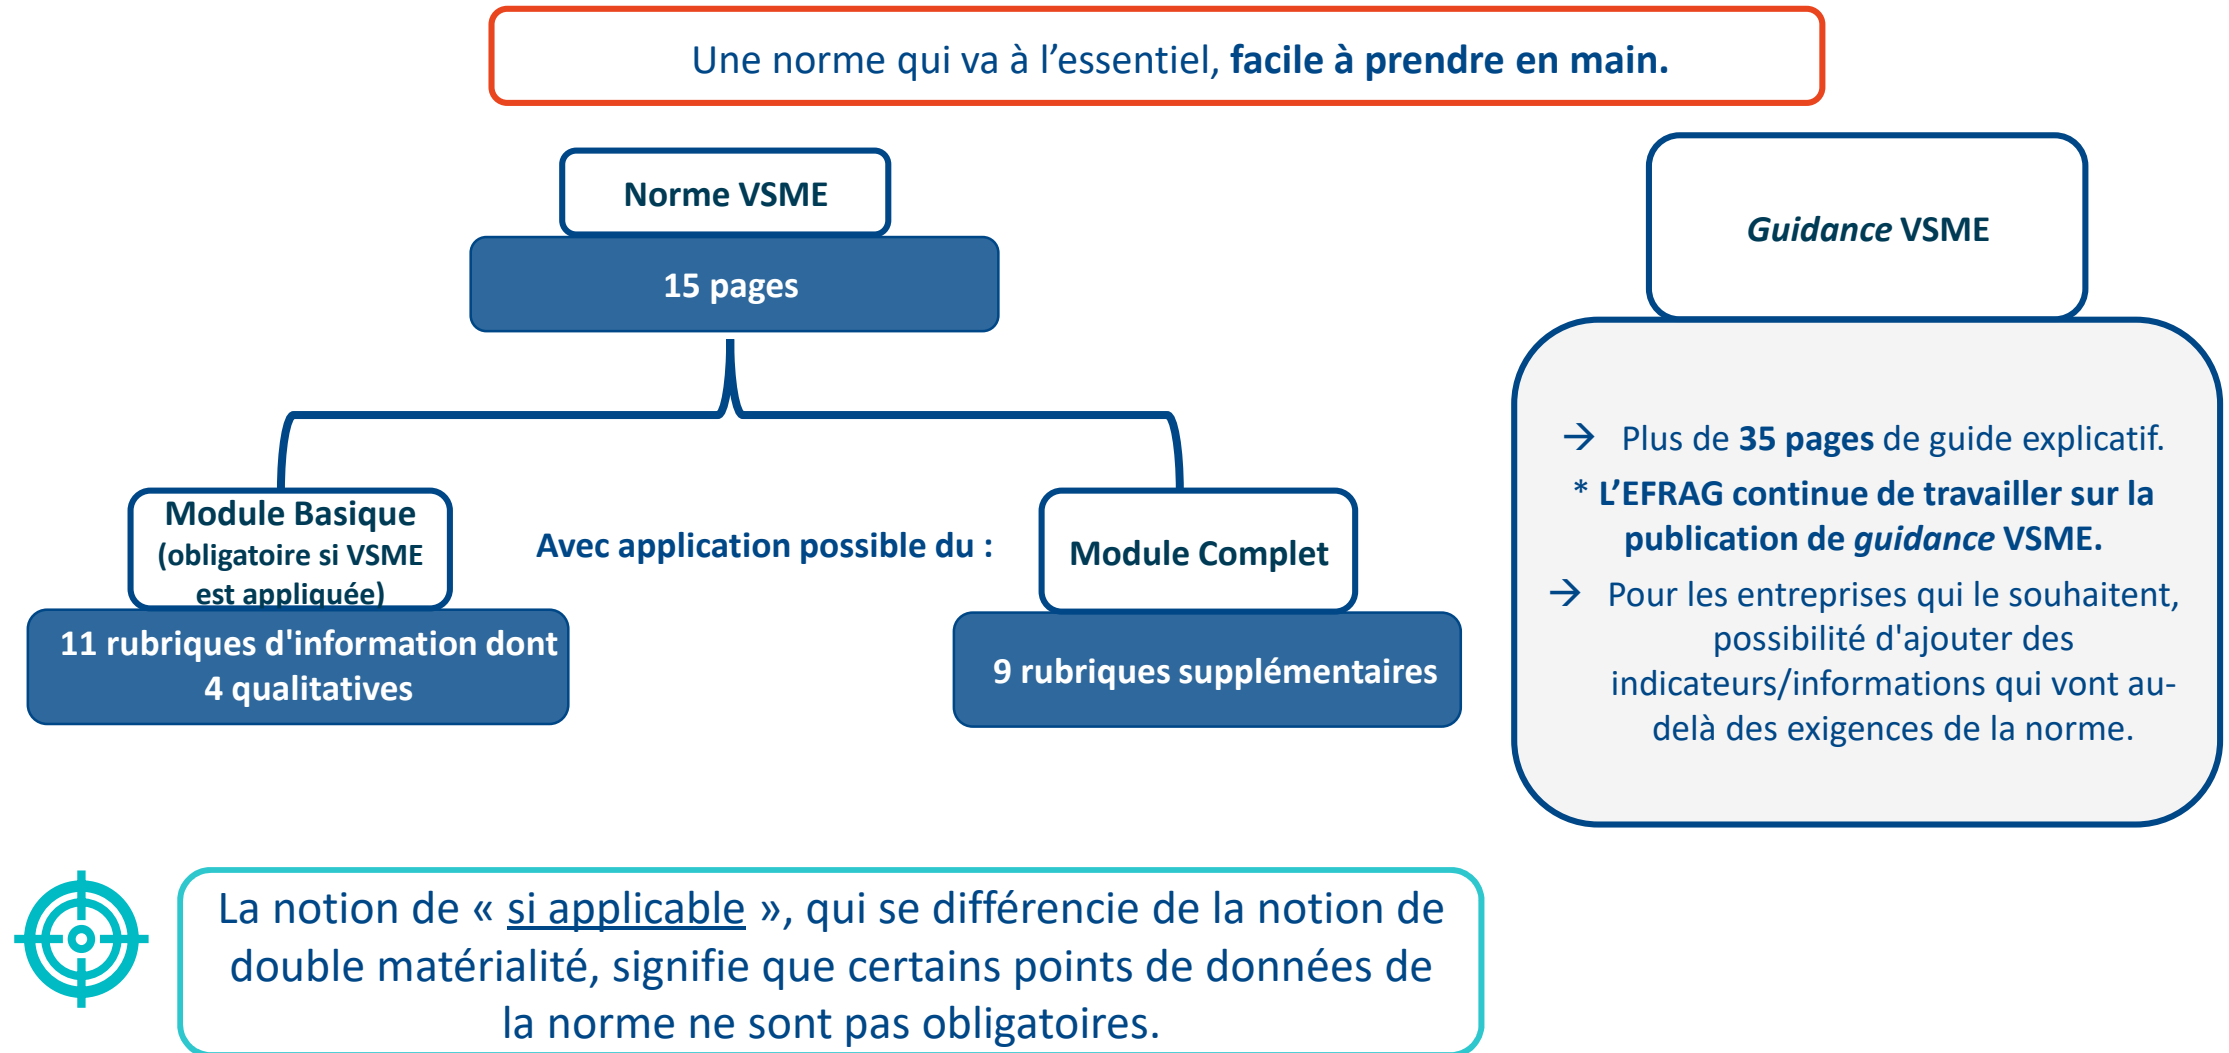 Une norme qui va à l’essentiel, facile à prendre en main.
Norme VSME
15 pages
Module Basique
(obligatoire si VSME
est appliquée)
11 rubriques d'information dont
4 qualitatives
Avec application possible du :
Module Complet
9 rubriques supplémentaires
Guidance VSME
→ Plus de 35 pages de guide explicatif.
* L’EFRAG continue de travailler sur la
publication de guidance VSME.
→ Pour les entreprises qui le souhaitent,
possibilité d'ajouter des
indicateurs/informations qui vont au-
delà des exigences de la norme.
La notion de « si applicable », qui se différencie de la notion de
double matérialité, signifie que certains points de données de
la norme ne sont pas obligatoires.